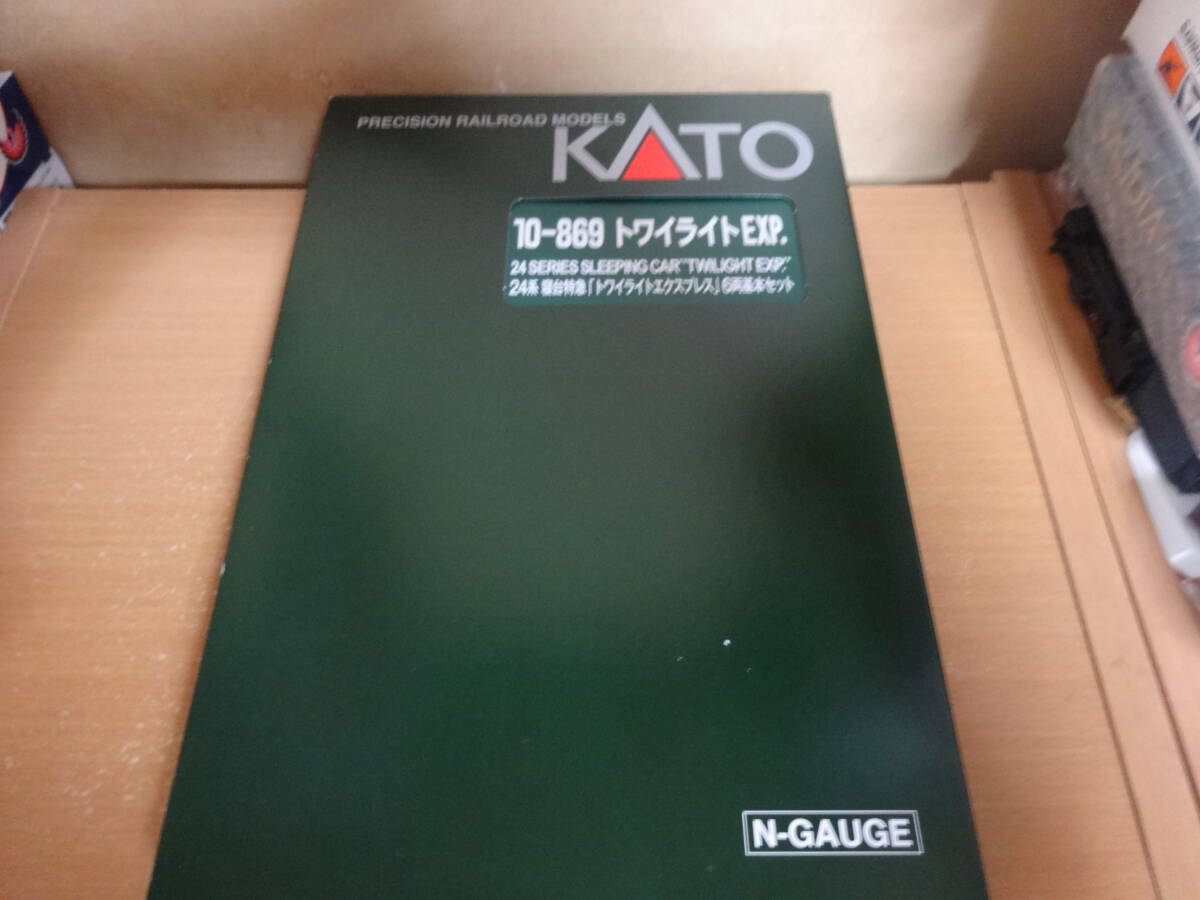 PRECISION RAILROAD MODELS
KATO
10-869 トワイライトEXP.
24 SERIES SLEEPING CAR "TWILIGHT EXP."
24系 寝台特急「トワイライトエクスプレス」6両基本セット
N-GAUGE